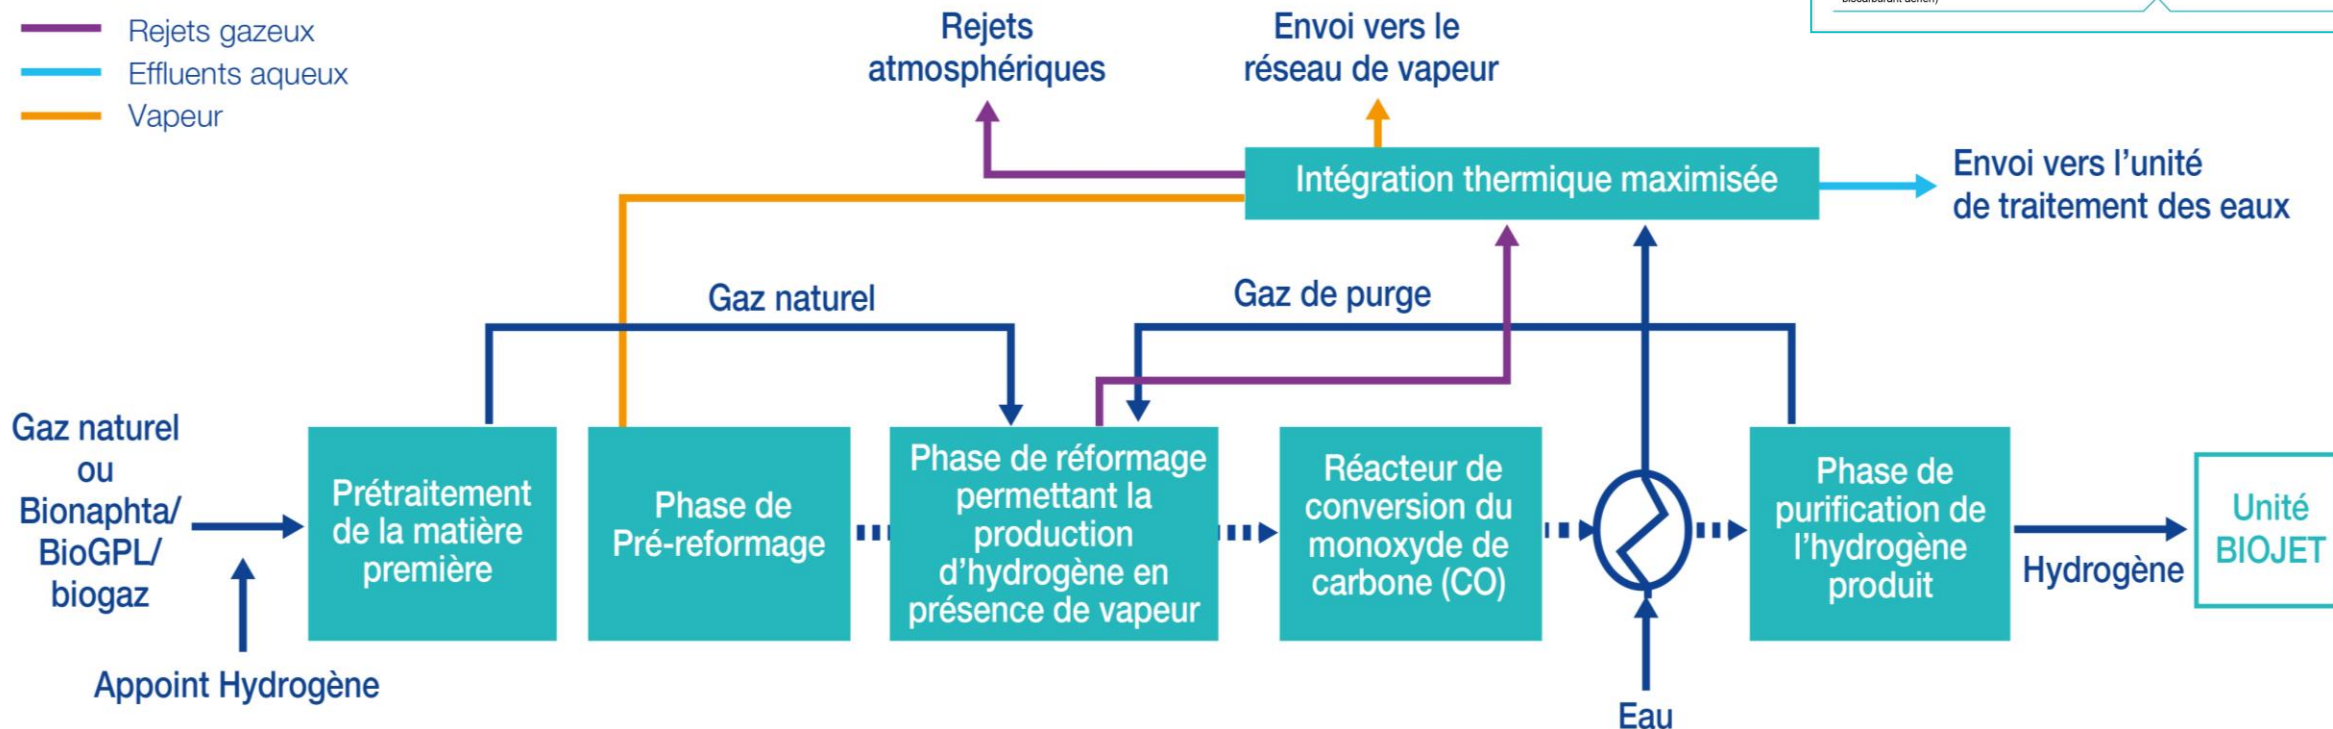 biocarburant aérien)
Rejets gazeux
Effluents aqueux
Vapeur
Rejets
atmosphériques
Envoi vers le
réseau de vapeur
Intégration thermique maximisée
Envoi vers l'unité
de traitement des eaux
Gaz naturel
Gaz de purge
Gaz naturel
ou
Bionaphta/
BioGPL/
biogaz
Appoint Hydrogène
Prétraitement
de la matière
première
Phase de
Pré-reformage
Phase de réformage
permettant la
production
d'hydrogène en
présence de vapeur
Réacteur de
conversion du
monoxyde de
carbone (CO)
Eau
Phase de
purification de
l'hydrogène
produit
Hydrogène
Unité
BIOJET